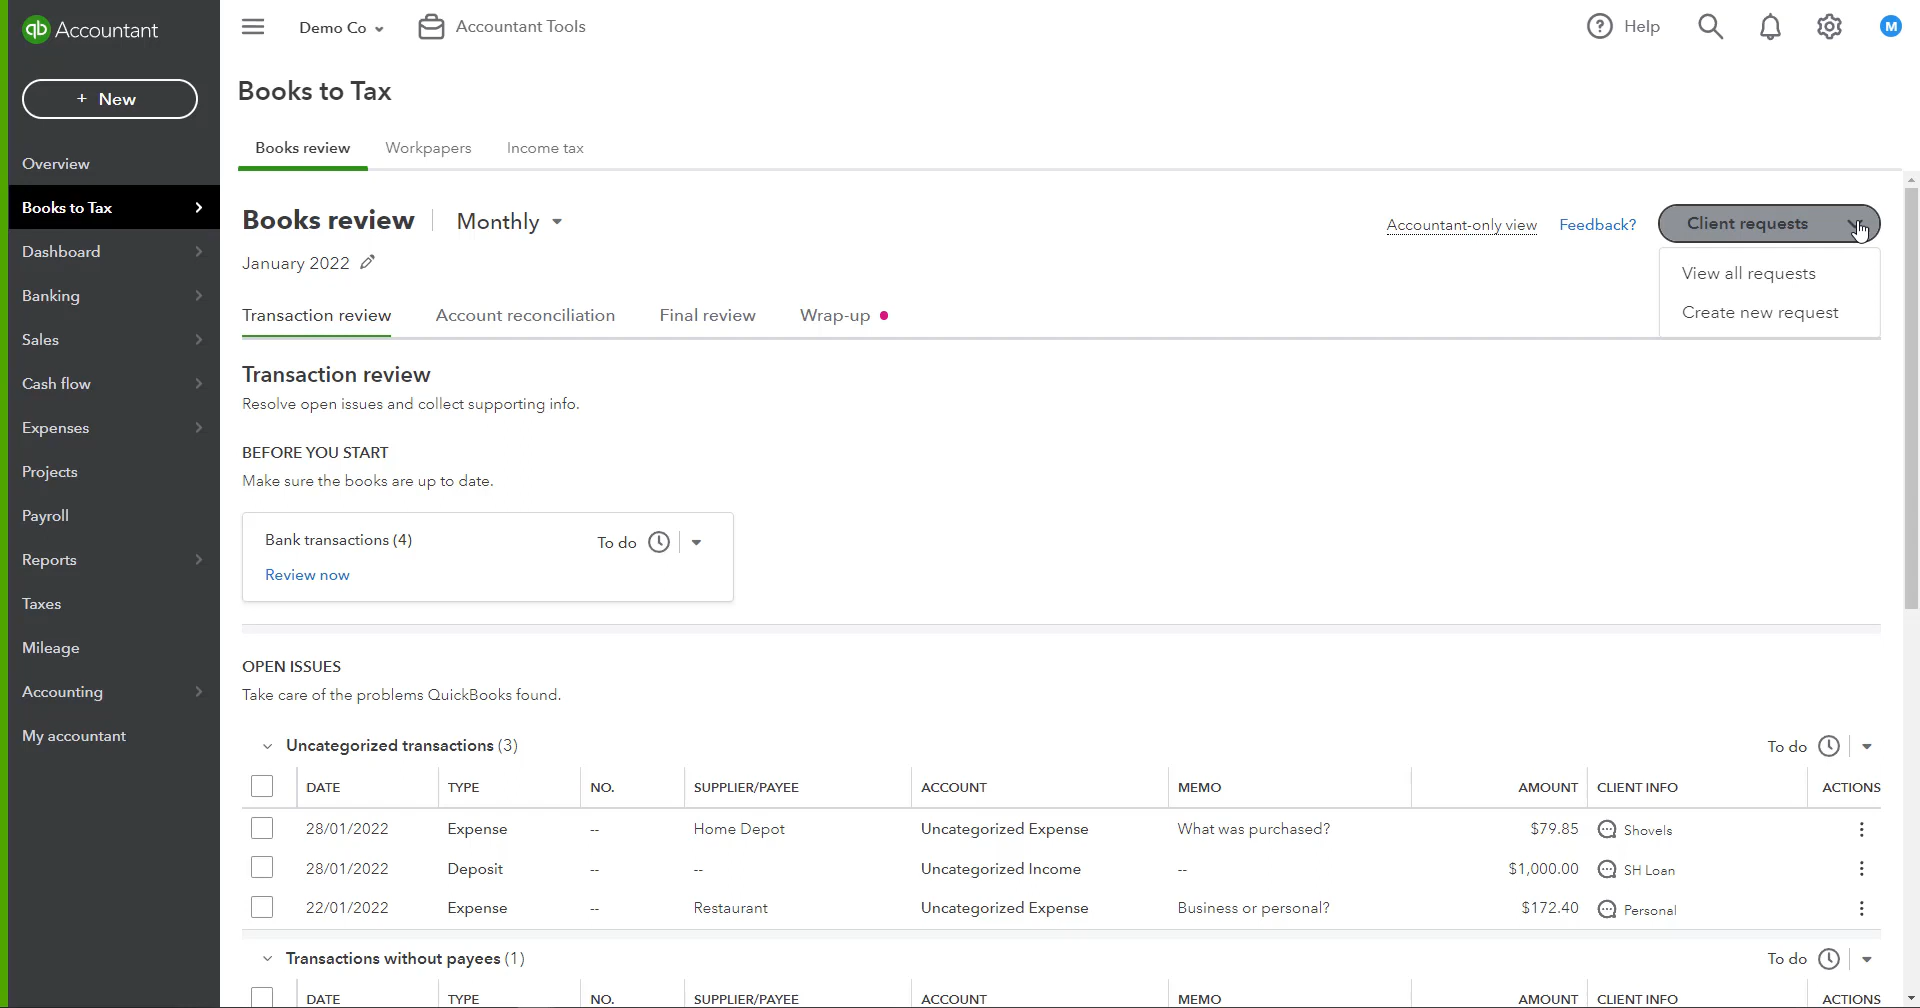 qb Accountant
Demo Co
Accountant Tools
Help
M
+ New
Overview
Books to Tax
Dashboard
Banking
Sales
Cash flow
Expenses
Projects
Payroll
Reports
Taxes
Mileage
Accounting
My accountant
Books to Tax
Books review Workpapers Income tax
Books review Monthly
January 2022
Accountant-only view Feedback? Client requests
View all requests
Create new request
Transaction review Account reconciliation Final review Wrap-up
Transaction review
Resolve open issues and collect supporting info.
BEFORE YOU START
Make sure the books are up to date.
Bank transactions (4) To do
Review now
OPEN ISSUES
Take care of the problems QuickBooks found.
Uncategorized transactions (3) To do
DATE TYPE NO. SUPPLIER/PAYEE ACCOUNT MEMO AMOUNT CLIENT INFO ACTIONS
28/01/2022 Expense -- Home Depot Uncategorized Expense What was purchased? $79.85 Shovels
28/01/2022 Deposit -- -- Uncategorized Income -- $1,000.00 SH Loan
22/01/2022 Expense -- Restaurant Uncategorized Expense Business or personal? $172.40 Personal
Transactions without payees (1) To do
DATE TYPE NO. SUPPLIER/PAYEE ACCOUNT MEMO AMOUNT CLIENT INFO ACTIONS